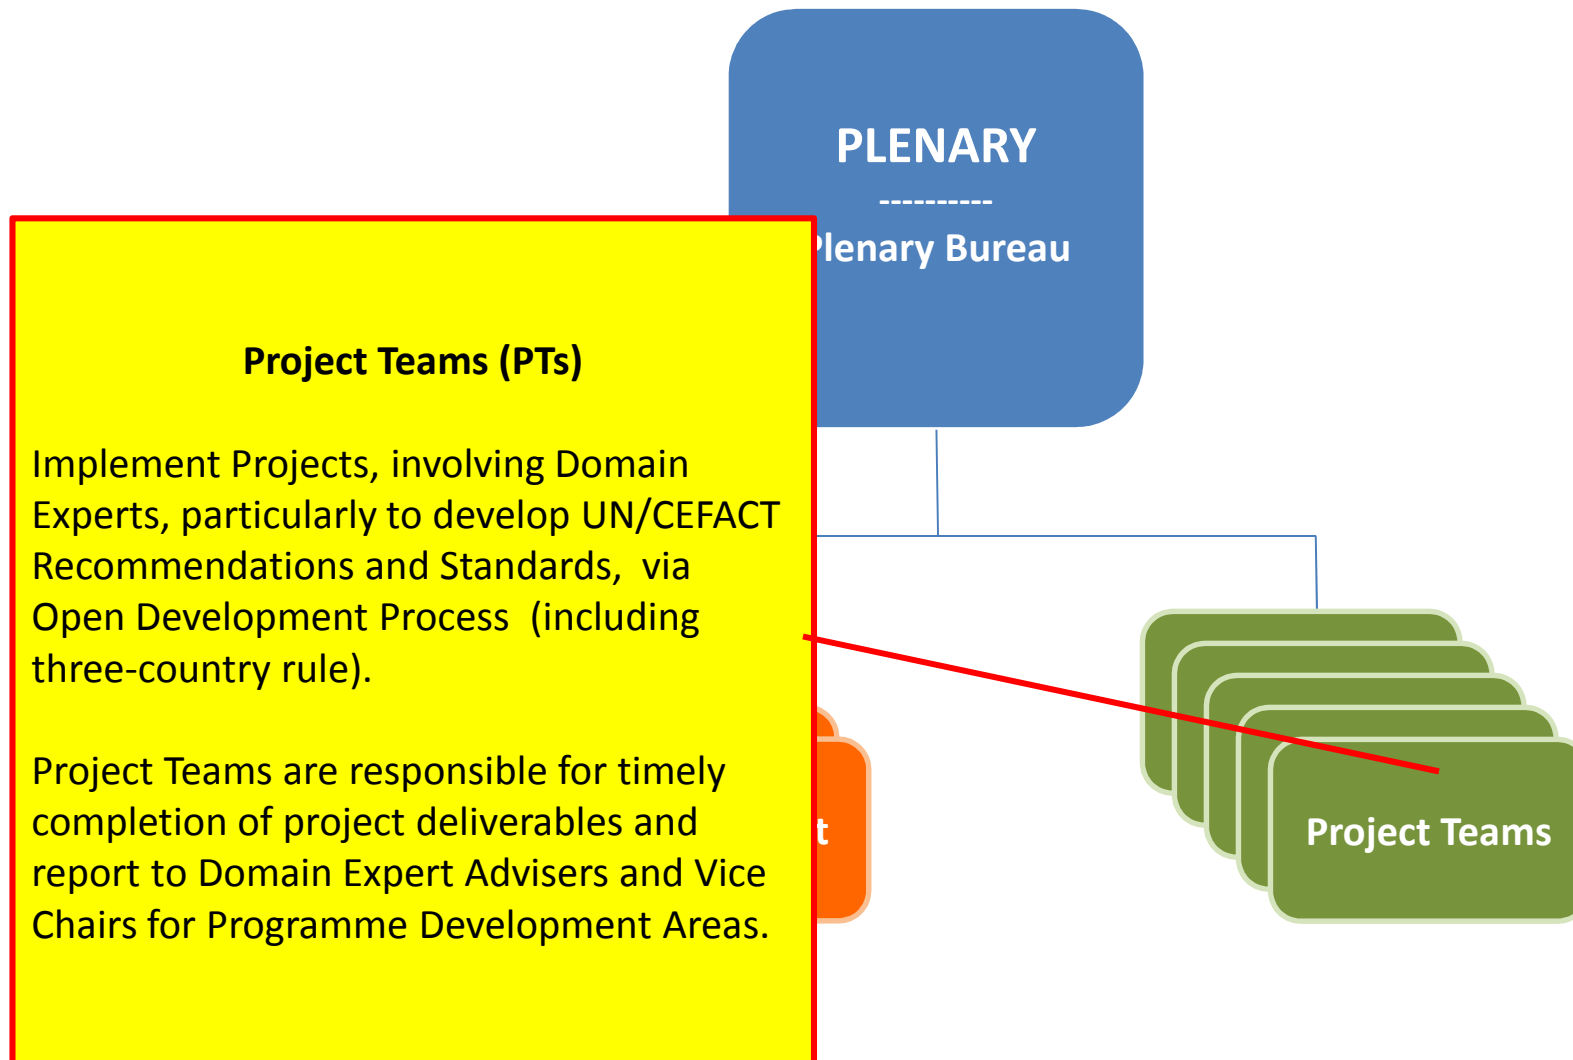 PLENARY
----------
Plenary Bureau
Project Teams (PTs)
Implement Projects, involving Domain
Experts, particularly to develop UN/CEFACT
Recommendations and Standards,  via
Open Development Process  (including
three-country rule).
Project Teams are responsible for timely
completion of project deliverables and
report to Domain Expert Advisers and Vice
Chairs for Programme Development Areas.
t
Project Teams